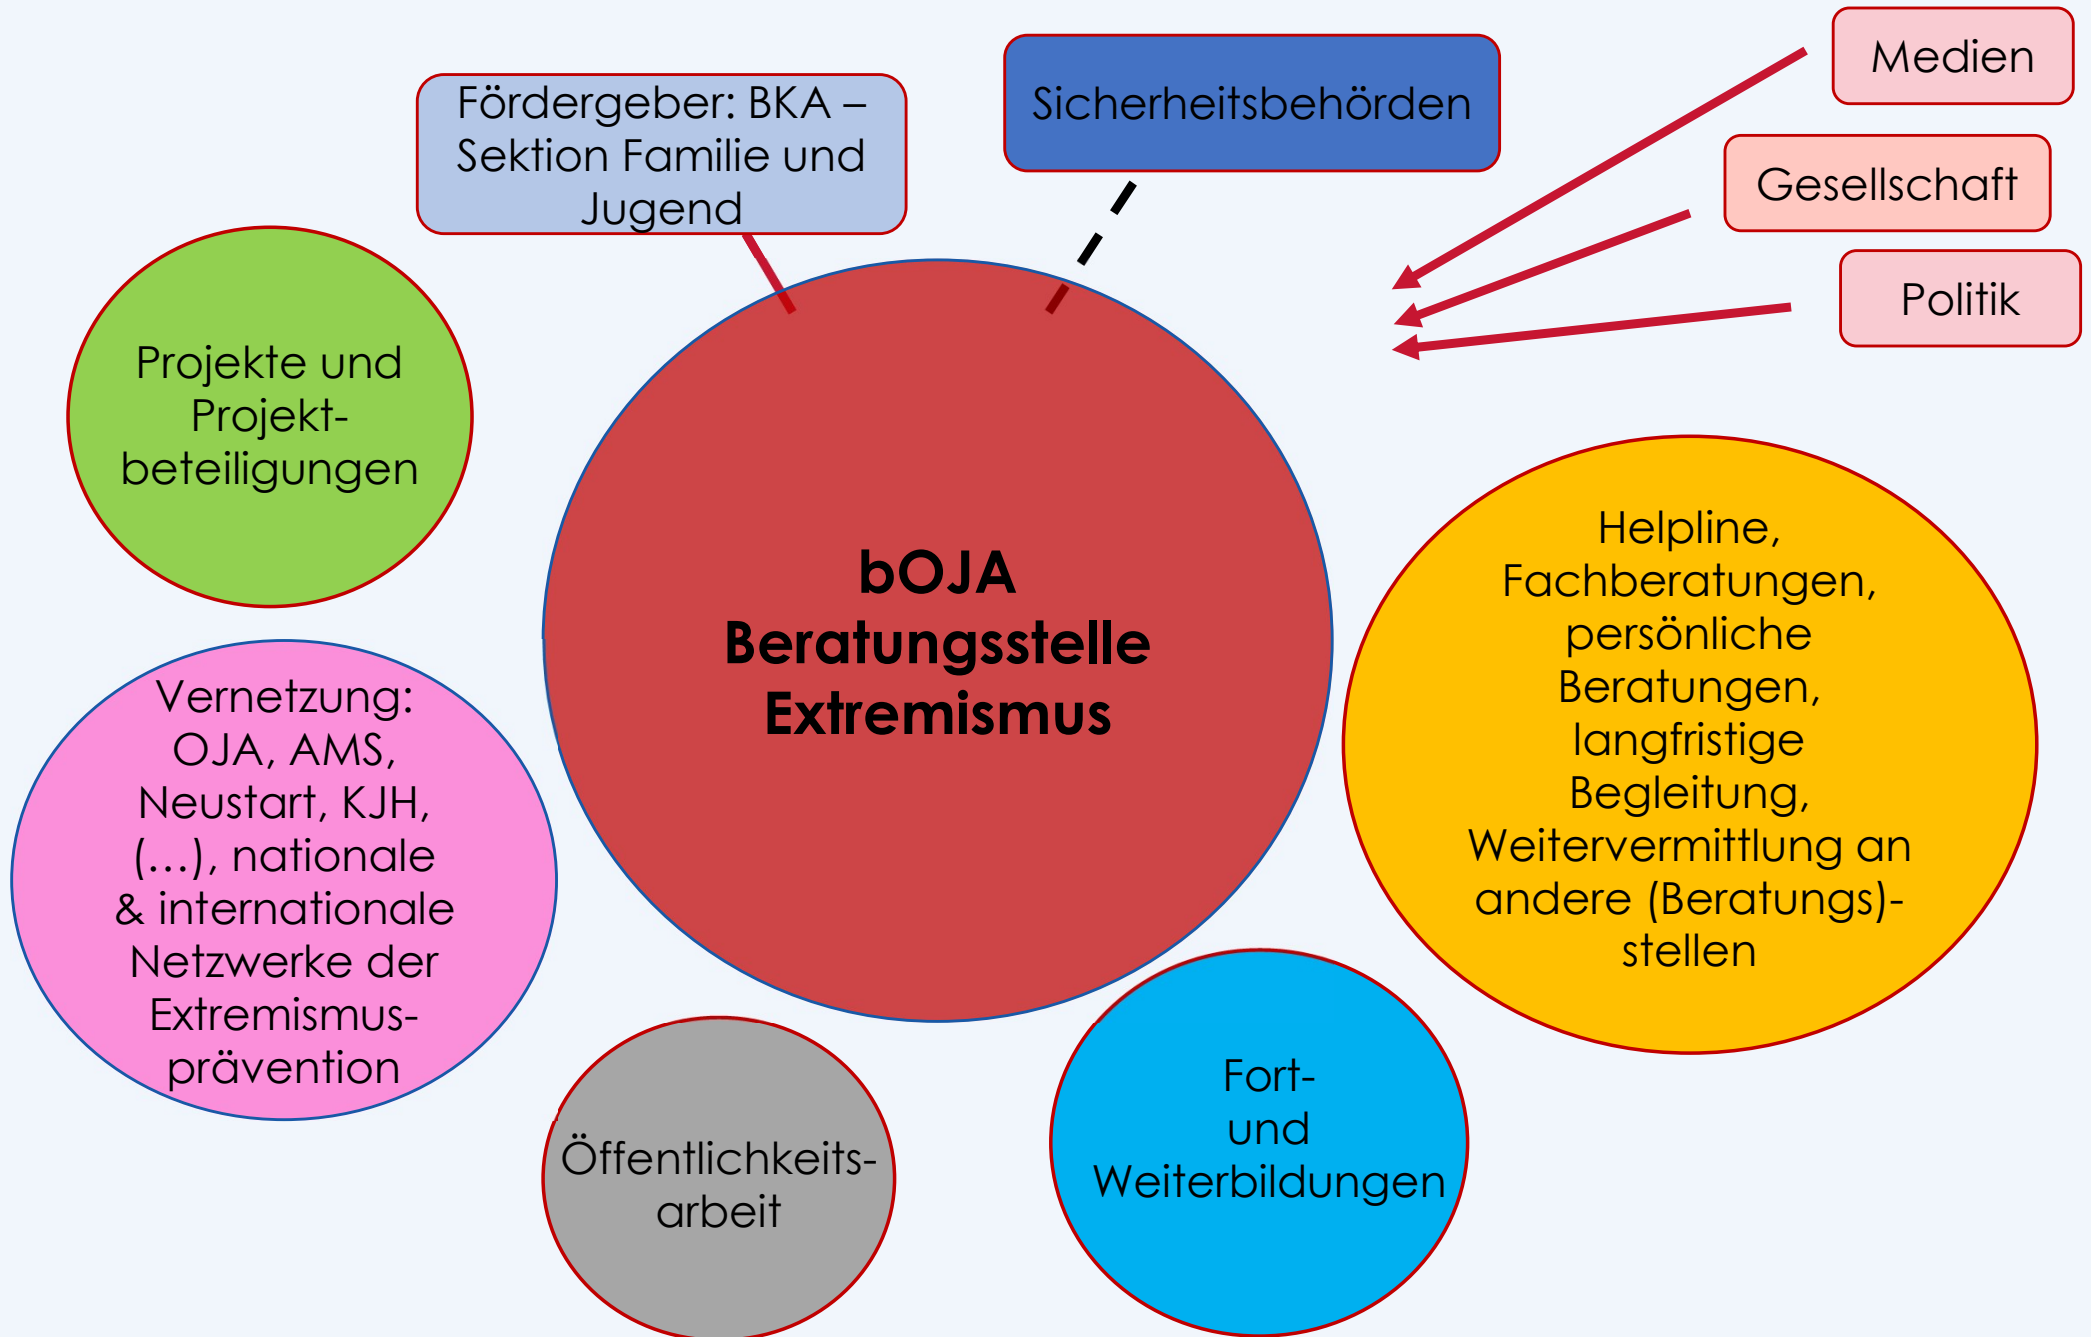 Fördergeber: BKA –
Sektion Familie und
Jugend
Sicherheitsbehörden
Medien
Gesellschaft
Politik
Projekte und
Projekt-
beteiligungen
bOJA
Beratungsstelle
Extremismus
Helpline,
Fachberatungen,
persönliche
Beratungen,
langfristige
Begleitung,
Weitervermittlung an
andere (Beratungs)-
stellen
Vernetzung:
OJA, AMS,
Neustart, KJH,
(...), nationale
& internationale
Netzwerke der
Extremismus-
prävention
Öffentlichkeits-
arbeit
Fort-
und
Weiterbildungen